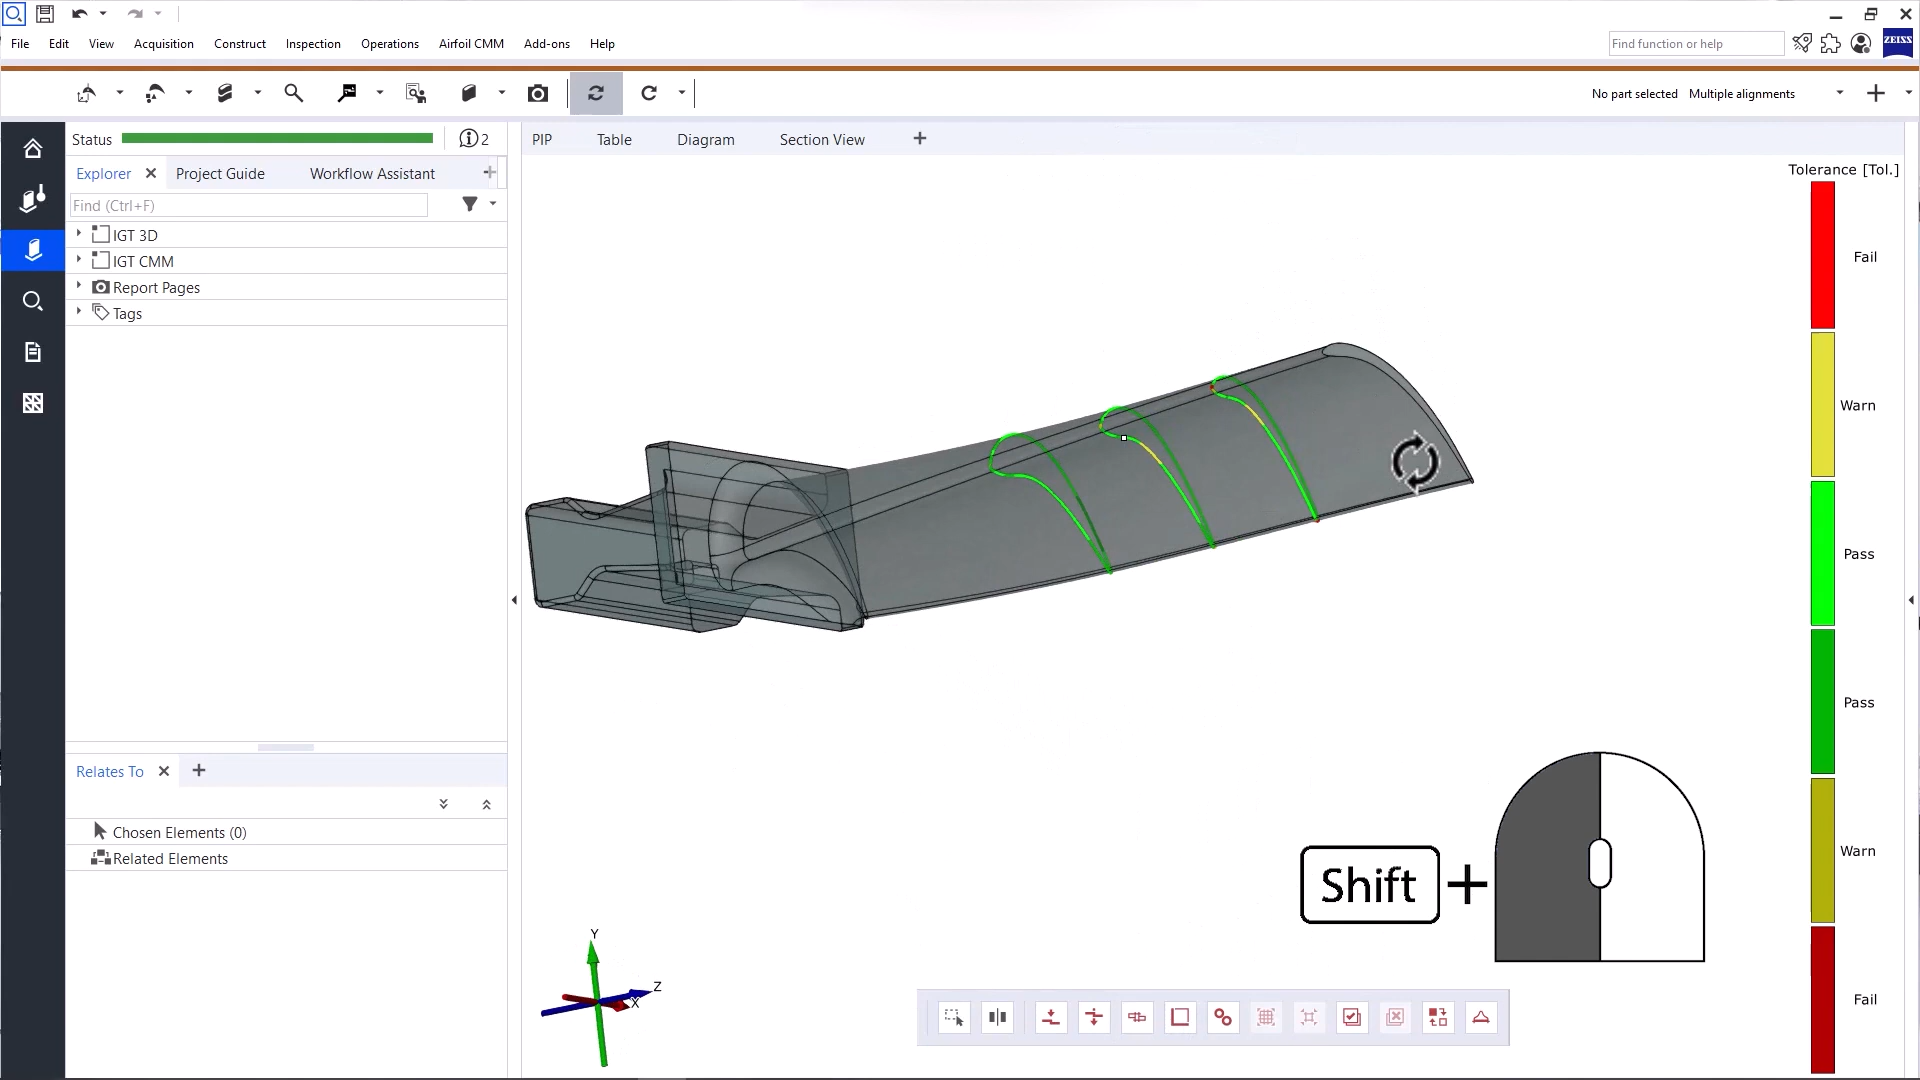 File Edit View Acquisition Construct Inspection Operations Airfoil CMM Add-ons Help
Find function or help
ZEISS
No part selected Multiple alignments
Status
2
PIP Table Diagram Section View
Explorer Project Guide Workflow Assistant
Find (Ctrl+F)
IGT 3D
IGT CMM
Report Pages
Tags
Tolerance [Tol.]
Fail
Warn
Pass
Pass
Warn
Fail
Relates To
Chosen Elements (0)
Related Elements
Y
Z
X
Shift +